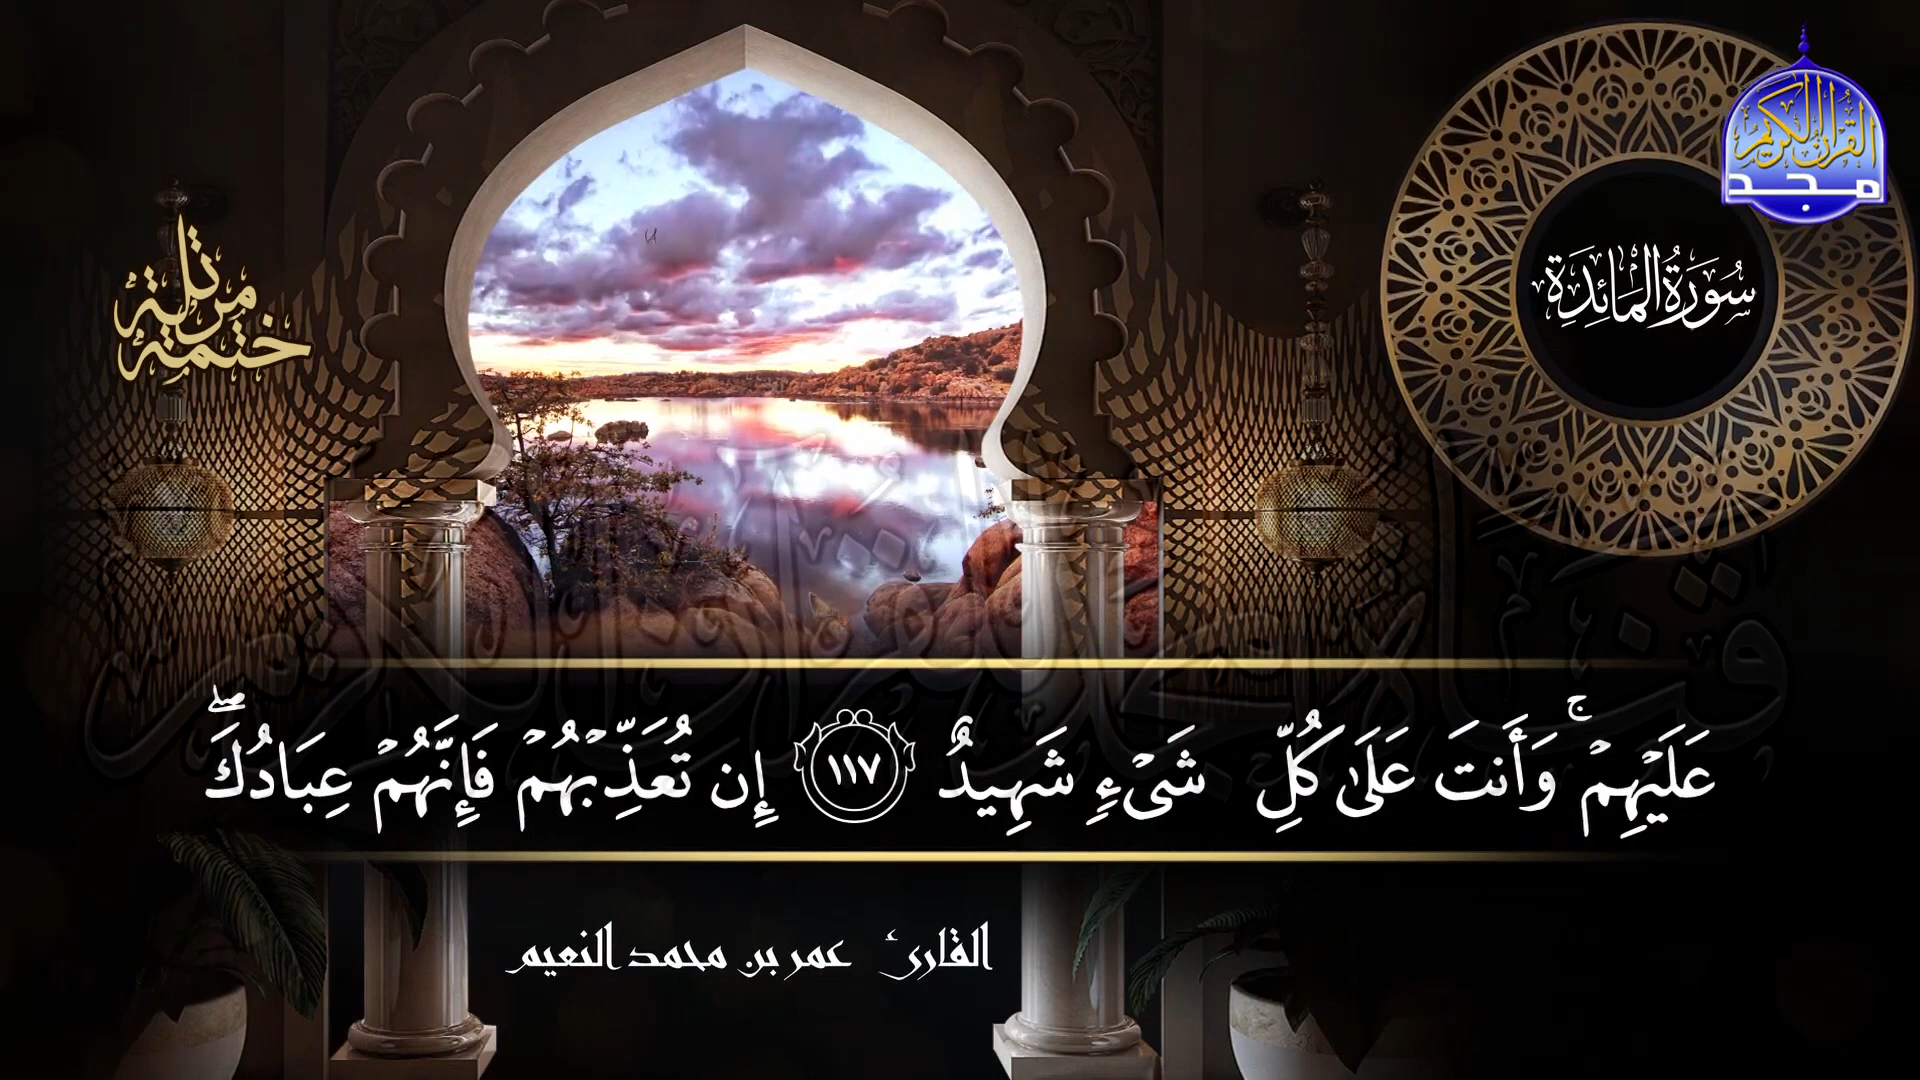 القرآن الكريم
مجد
سُورَةُ المَائِدَةِ
ختمة
مرتلة
عَلَيْهِمْ ۚ وَأَنتَ عَلَىٰ كُلِّ شَىْءٍ شَهِيدٌ ١١٧ إِن تُعَذِّبْهُمْ فَإِنَّهُمْ عِبَادُكَ ۖ
القارئ عمر بن محمد النعيم